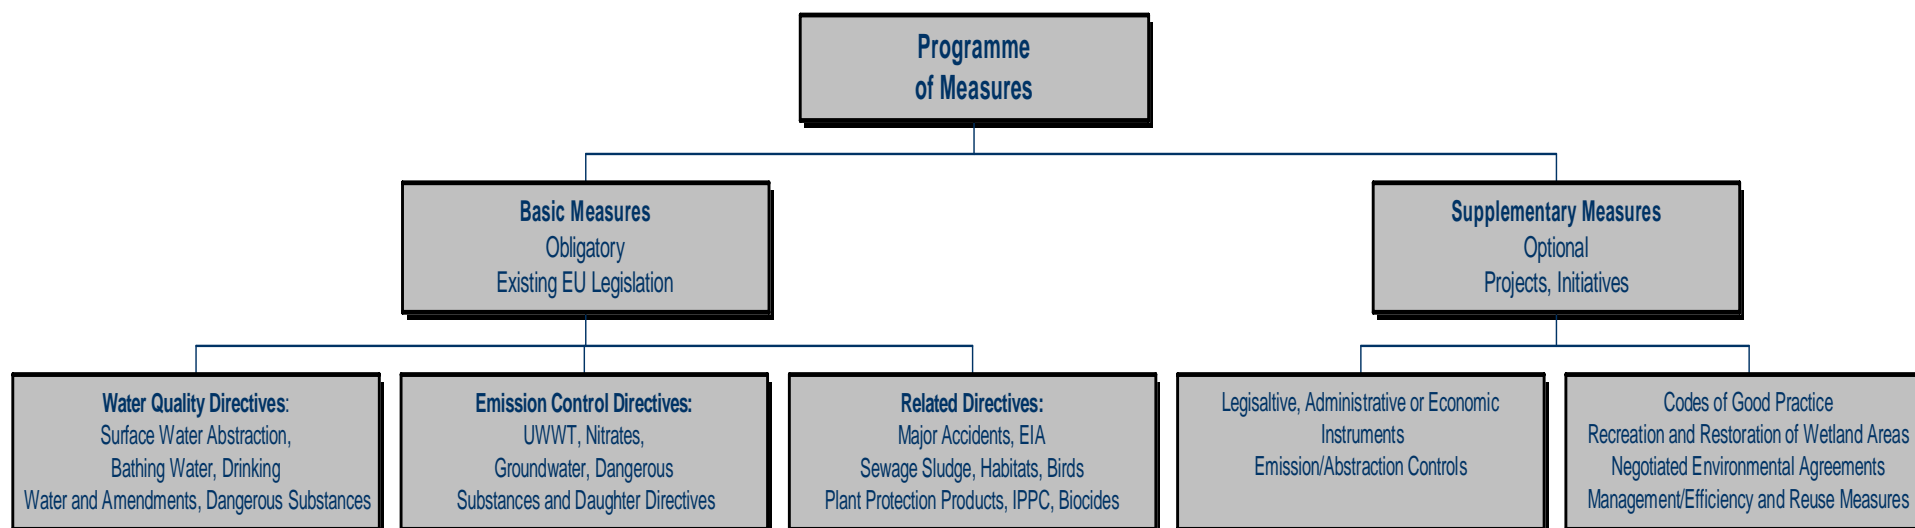 Programme
of Measures
Basic Measures
Obligatory
Existing EU Legislation
Supplementary Measures
Optional
Projects, Initiatives
Water Quality Directives:
Surface Water Abstraction,
Bathing Water, Drinking
Water and Amendments, Dangerous Substances
Emission Control Directives:
UWWT, Nitrates,
Groundwater, Dangerous
Substances and Daughter Directives
Related Directives:
Major Accidents, EIA
Sewage Sludge, Habitats, Birds
Plant Protection Products, IPPC, Biocides
Legisaltive, Administrative or Economic
Instruments
Emission/Abstraction Controls
Codes of Good Practice
Recreation and Restoration of Wetland Areas
Negotiated Environmental Agreements
Management/Efficiency and Reuse Measures